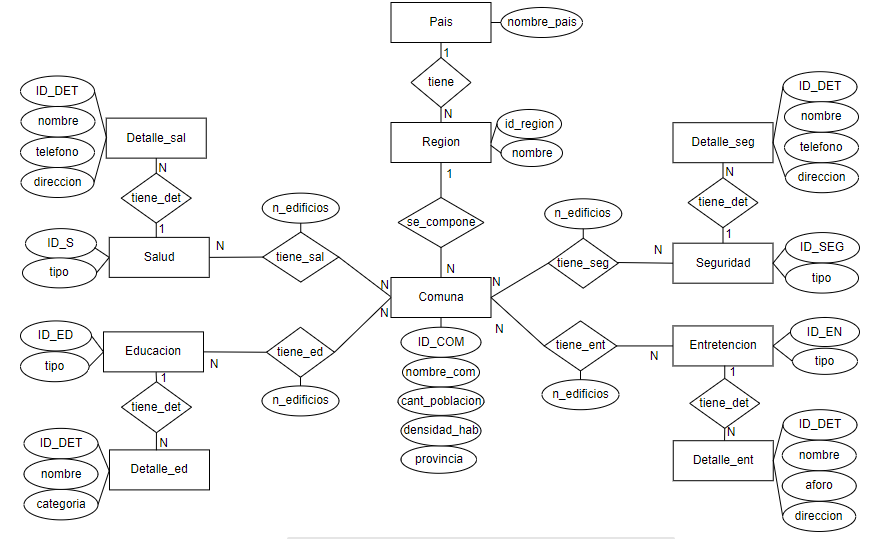 Pais
nombre_pais
1
tiene
N
Region
id_region
nombre
1
se_compone
N
ID_DET
nombre
telefono
direccion
Detalle_sal
N
tiene_det
1
ID_S
tipo
Salud
N
n_edificios
tiene_sal
N
ID_DET
nombre
telefono
direccion
Detalle_seg
N
tiene_det
1
ID_SEG
tipo
Seguridad
N
n_edificios
tiene_seg
N
Comuna
ID_COM
nombre_com
cant_poblacion
densidad_hab
provincia
N
tiene_ed
n_edificios
N
Educacion
ID_ED
tipo
1
tiene_det
N
Detalle_ed
ID_DET
nombre
categoria
N
tiene_ent
n_edificios
N
Entretencion
ID_EN
tipo
1
tiene_det
N
Detalle_ent
ID_DET
nombre
aforo
direccion